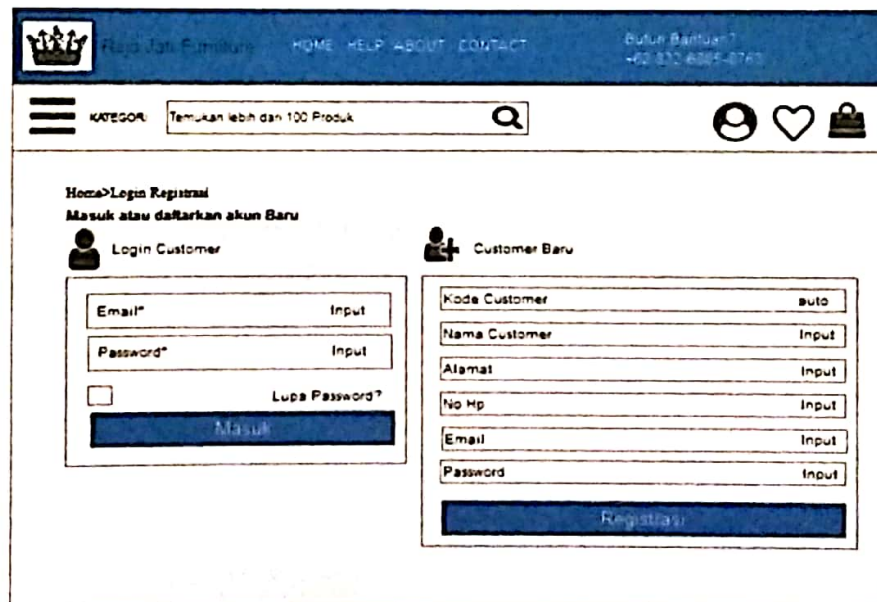 Raja Jati Furniture HOME HELP ABOUT CONTACT Butuh Bantuan?
KATEGORI Temukan lebih dari 100 Produk
Home>Login Registrasi
Masuk atau daftarkan akun Baru
Login Customer
Email* Input
Password* Input
Lupa Password?
Masuk
Customer Baru
Kode Customer auto
Nama Customer Input
Alamat Input
No Hp Input
Email Input
Password Input
Registrasi